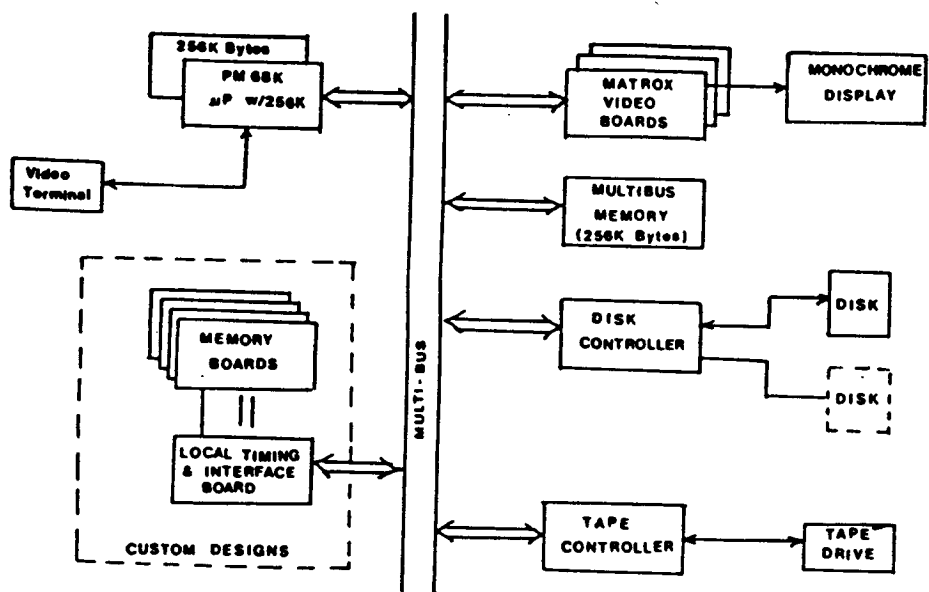 256K Bytes
PM 68K
µP w/256K
Video
Terminal
MATROX
VIDEO
BOARDS
MONOCHROME
DISPLAY
MULTIBUS
MEMORY
(256K Bytes)
MULTI-BUS
DISK
CONTROLLER
DISK
DISK
MEMORY
BOARDS
LOCAL TIMING
& INTERFACE
BOARD
CUSTOM DESIGNS
TAPE
CONTROLLER
TAPE
DRIVE